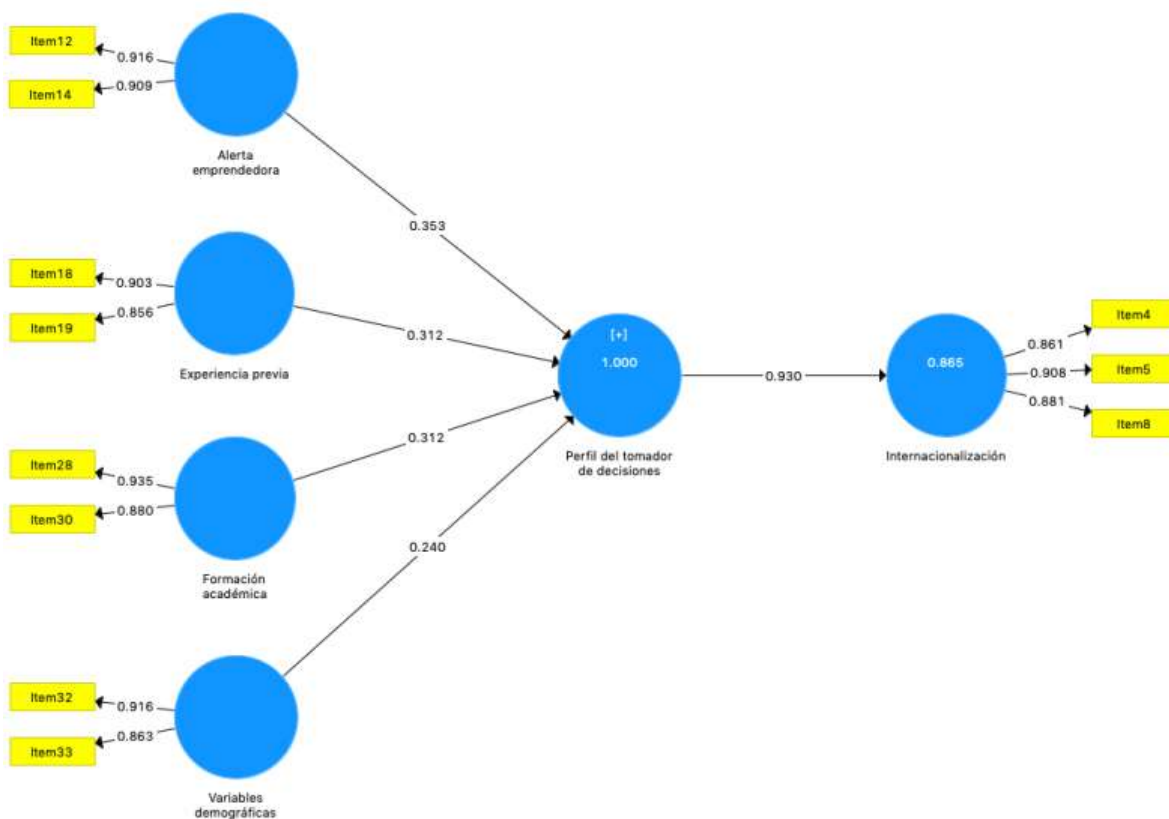 Item12
0.916
0.909
Item14
Alerta
emprendedora
0.353
Item18
0.903
0.856
Item19
Experiencia previa
0.312
[+]
1.000
Perfil del tomador
de decisiones
0.930
0.865
Internacionalización
Item4
0.861
0.908
Item5
0.881
Item8
0.312
Item28
0.935
0.880
Item30
Formación
académica
0.240
Item32
0.916
0.863
Item33
Variables
demográficas